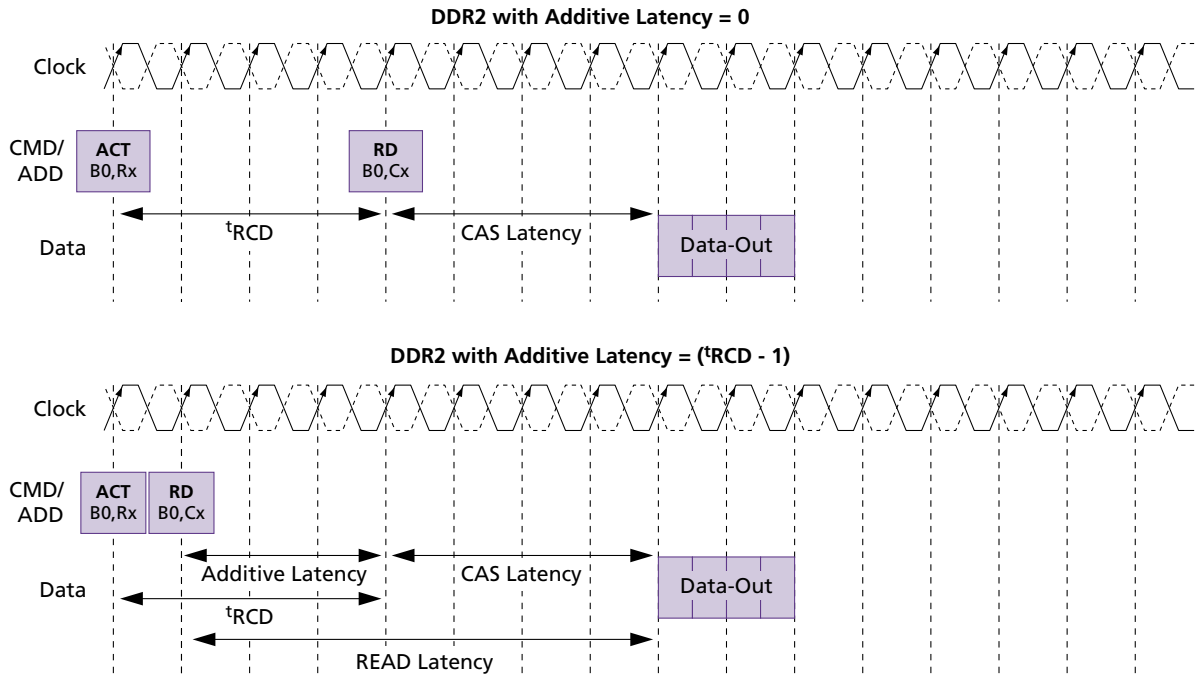 DDR2 with Additive Latency = 0
Clock
CMD/
ADD
ACT
B0,Rx
RD
B0,Cx
tRCD
CAS Latency
Data
Data-Out
DDR2 with Additive Latency = (tRCD - 1)
Clock
CMD/
ADD
ACT
B0,Rx
RD
B0,Cx
Additive Latency
CAS Latency
Data
Data-Out
tRCD
READ Latency